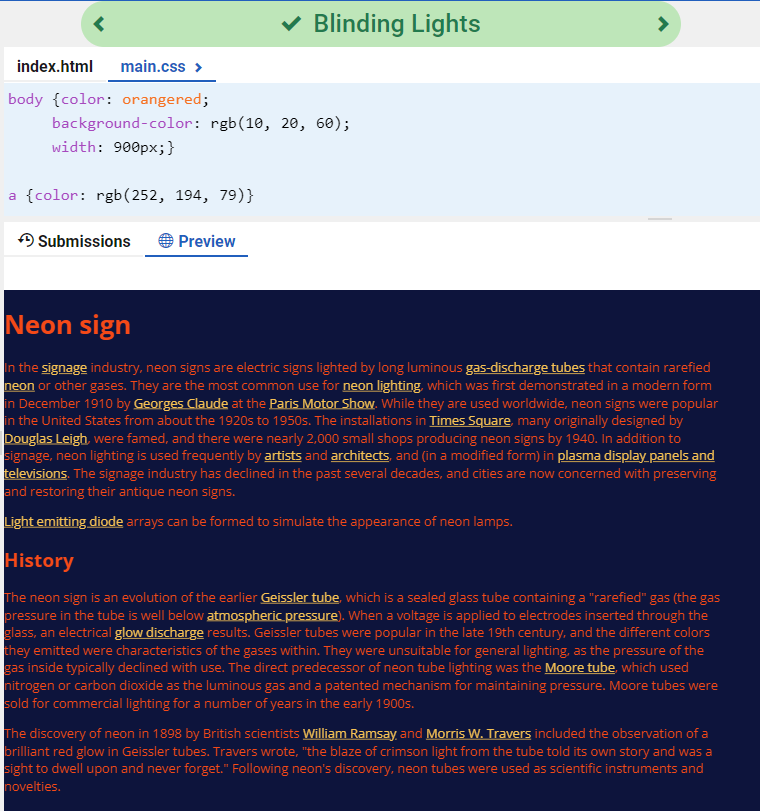 Blinding Lights
index.html main.css
body {color: orangered;
background-color: rgb(10, 20, 60);
width: 900px;}
a {color: rgb(252, 194, 79)}
Submissions Preview
Neon sign
In the signage industry, neon signs are electric signs lighted by long luminous gas-discharge tubes that contain rarefied
neon or other gases. They are the most common use for neon lighting, which was first demonstrated in a modern form
in December 1910 by Georges Claude at the Paris Motor Show. While they are used worldwide, neon signs were popular
in the United States from about the 1920s to 1950s. The installations in Times Square, many originally designed by
Douglas Leigh, were famed, and there were nearly 2,000 small shops producing neon signs by 1940. In addition to
signage, neon lighting is used frequently by artists and architects, and (in a modified form) in plasma display panels and
televisions. The signage industry has declined in the past several decades, and cities are now concerned with preserving
and restoring their antique neon signs.
Light emitting diode arrays can be formed to simulate the appearance of neon lamps.
History
The neon sign is an evolution of the earlier Geissler tube, which is a sealed glass tube containing a "rarefied" gas (the gas
pressure in the tube is well below atmospheric pressure). When a voltage is applied to electrodes inserted through the
glass, an electrical glow discharge results. Geissler tubes were popular in the late 19th century, and the different colors
they emitted were characteristics of the gases within. They were unsuitable for general lighting, as the pressure of the
gas inside typically declined with use. The direct predecessor of neon tube lighting was the Moore tube, which used
nitrogen or carbon dioxide as the luminous gas and a patented mechanism for maintaining pressure. Moore tubes were
sold for commercial lighting for a number of years in the early 1900s.
The discovery of neon in 1898 by British scientists William Ramsay and Morris W. Travers included the observation of a
brilliant red glow in Geissler tubes. Travers wrote, "the blaze of crimson light from the tube told its own story and was a
sight to dwell upon and never forget." Following neon's discovery, neon tubes were used as scientific instruments and
novelties.